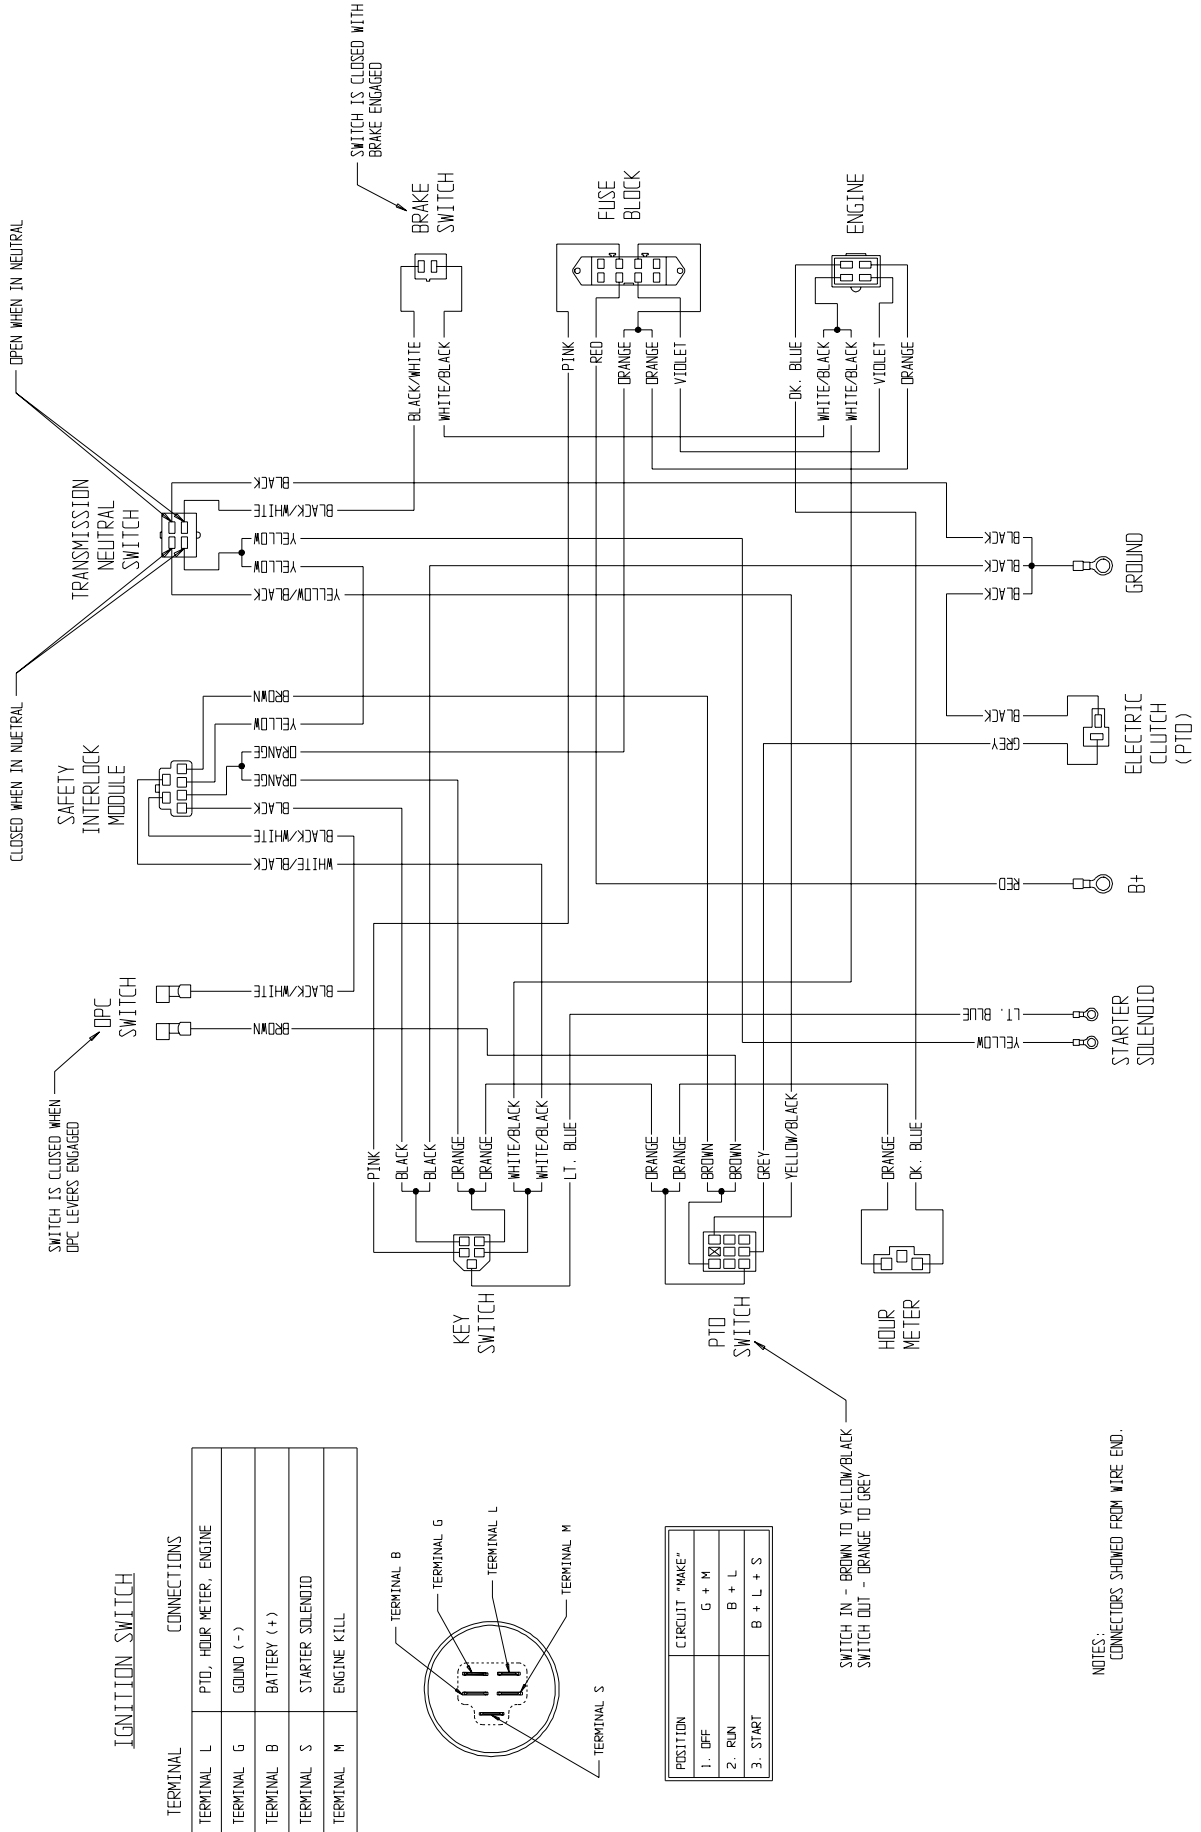 OPEN WHEN IN NEUTRAL
CLOSED WHEN IN NUETRAL
SWITCH IS CLOSED WITH
BRAKE ENGAGED
TRANSMISSION
NEUTRAL
SWITCH
BRAKE
SWITCH
FUSE
BLOCK
ENGINE
BLACK
BLACK/WHITE
YELLOW
YELLOW
YELLOW/BLACK
BLACK/WHITE
WHITE/BLACK
PINK
RED
ORANGE
ORANGE
VIOLET
DK. BLUE
WHITE/BLACK
WHITE/BLACK
VIOLET
ORANGE
SAFETY
INTERLOCK
MODULE
BROWN
YELLOW
ORANGE
ORANGE
BLACK
BLACK/WHITE
WHITE/BLACK
BLACK
BLACK
BLACK
GROUND
BLACK
GREY
ELECTRIC
CLUTCH
(PTO)
RED
B+
LT. BLUE
YELLOW
STARTER
SOLENOID
SWITCH IS CLOSED WHEN
OPC LEVERS ENGAGED
OPC
SWITCH
BLACK/WHITE
BROWN
PINK
BLACK
BLACK
ORANGE
ORANGE
WHITE/BLACK
WHITE/BLACK
LT. BLUE
ORANGE
ORANGE
BROWN
BROWN
GREY
YELLOW/BLACK
ORANGE
DK. BLUE
KEY
SWITCH
PTO
SWITCH
HOUR
METER
SWITCH IN - BROWN TO YELLOW/BLACK
SWITCH OUT - ORANGE TO GREY
IGNITION SWITCH
TERMINAL CONNECTIONS
TERMINAL L PTO, HOUR METER, ENGINE
TERMINAL G GOUND (-)
TERMINAL B BATTERY (+)
TERMINAL S STARTER SOLENOID
TERMINAL M ENGINE KILL
TERMINAL B
TERMINAL G
TERMINAL L
TERMINAL M
TERMINAL S
POSITION CIRCUIT "MAKE"
1. OFF G + M
2. RUN B + L
3. START B + L + S
NOTES:
CONNECTORS SHOWED FROM WIRE END.